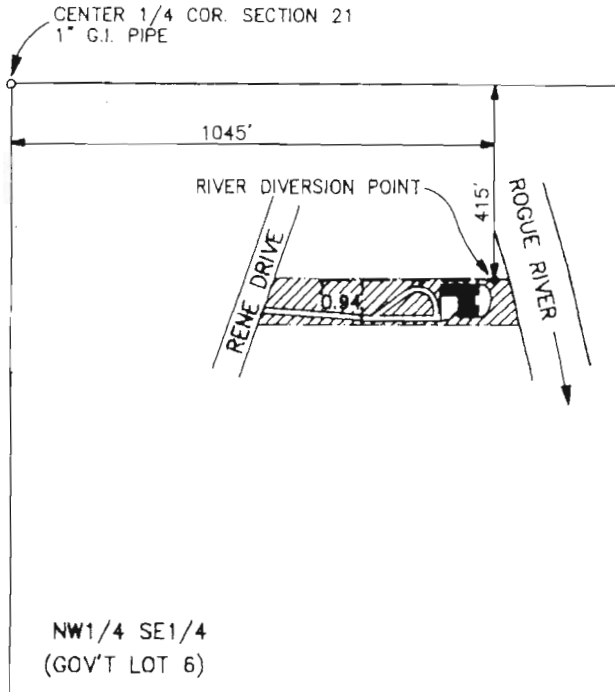 CENTER 1/4 COR. SECTION 21
1" G.I. PIPE
1045'
RIVER DIVERSION POINT
415'
ROGUE RIVER
RENE DRIVE
0.94
NW1/4 SE1/4
(GOV'T LOT 6)